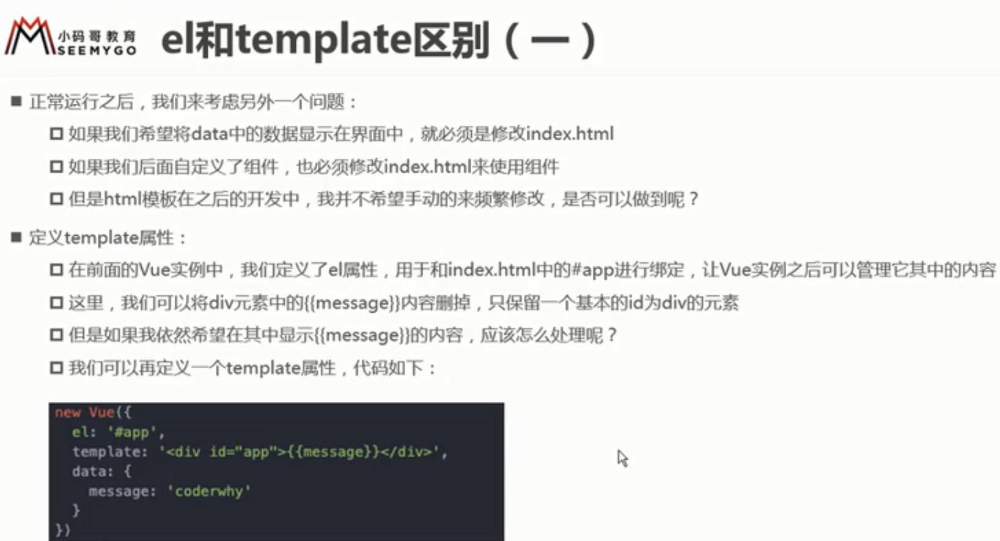 小码哥教育
SEEMYGO
el和template区别（一）
正常运行之后，我们来考虑另外一个问题：
如果我们希望将data中的数据显示在界面中，就必须是修改index.html
如果我们后面自定义了组件，也必须修改index.html来使用组件
但是html模板在之后的开发中，我并不希望手动的来频繁修改，是否可以做到呢？
定义template属性：
在前面的Vue实例中，我们定义了el属性，用于和index.html中的#app进行绑定，让Vue实例之后可以管理它其中的内容
这里，我们可以将div元素中的{{message}}内容删掉，只保留一个基本的id为div的元素
但是如果我依然希望在其中显示{{message}}的内容，应该怎么处理呢？
我们可以再定义一个template属性，代码如下：
new Vue({
  el: '#app',
  template: '<div id="app">{{message}}</div>',
  data: {
    message: 'coderwhy'
  }
})